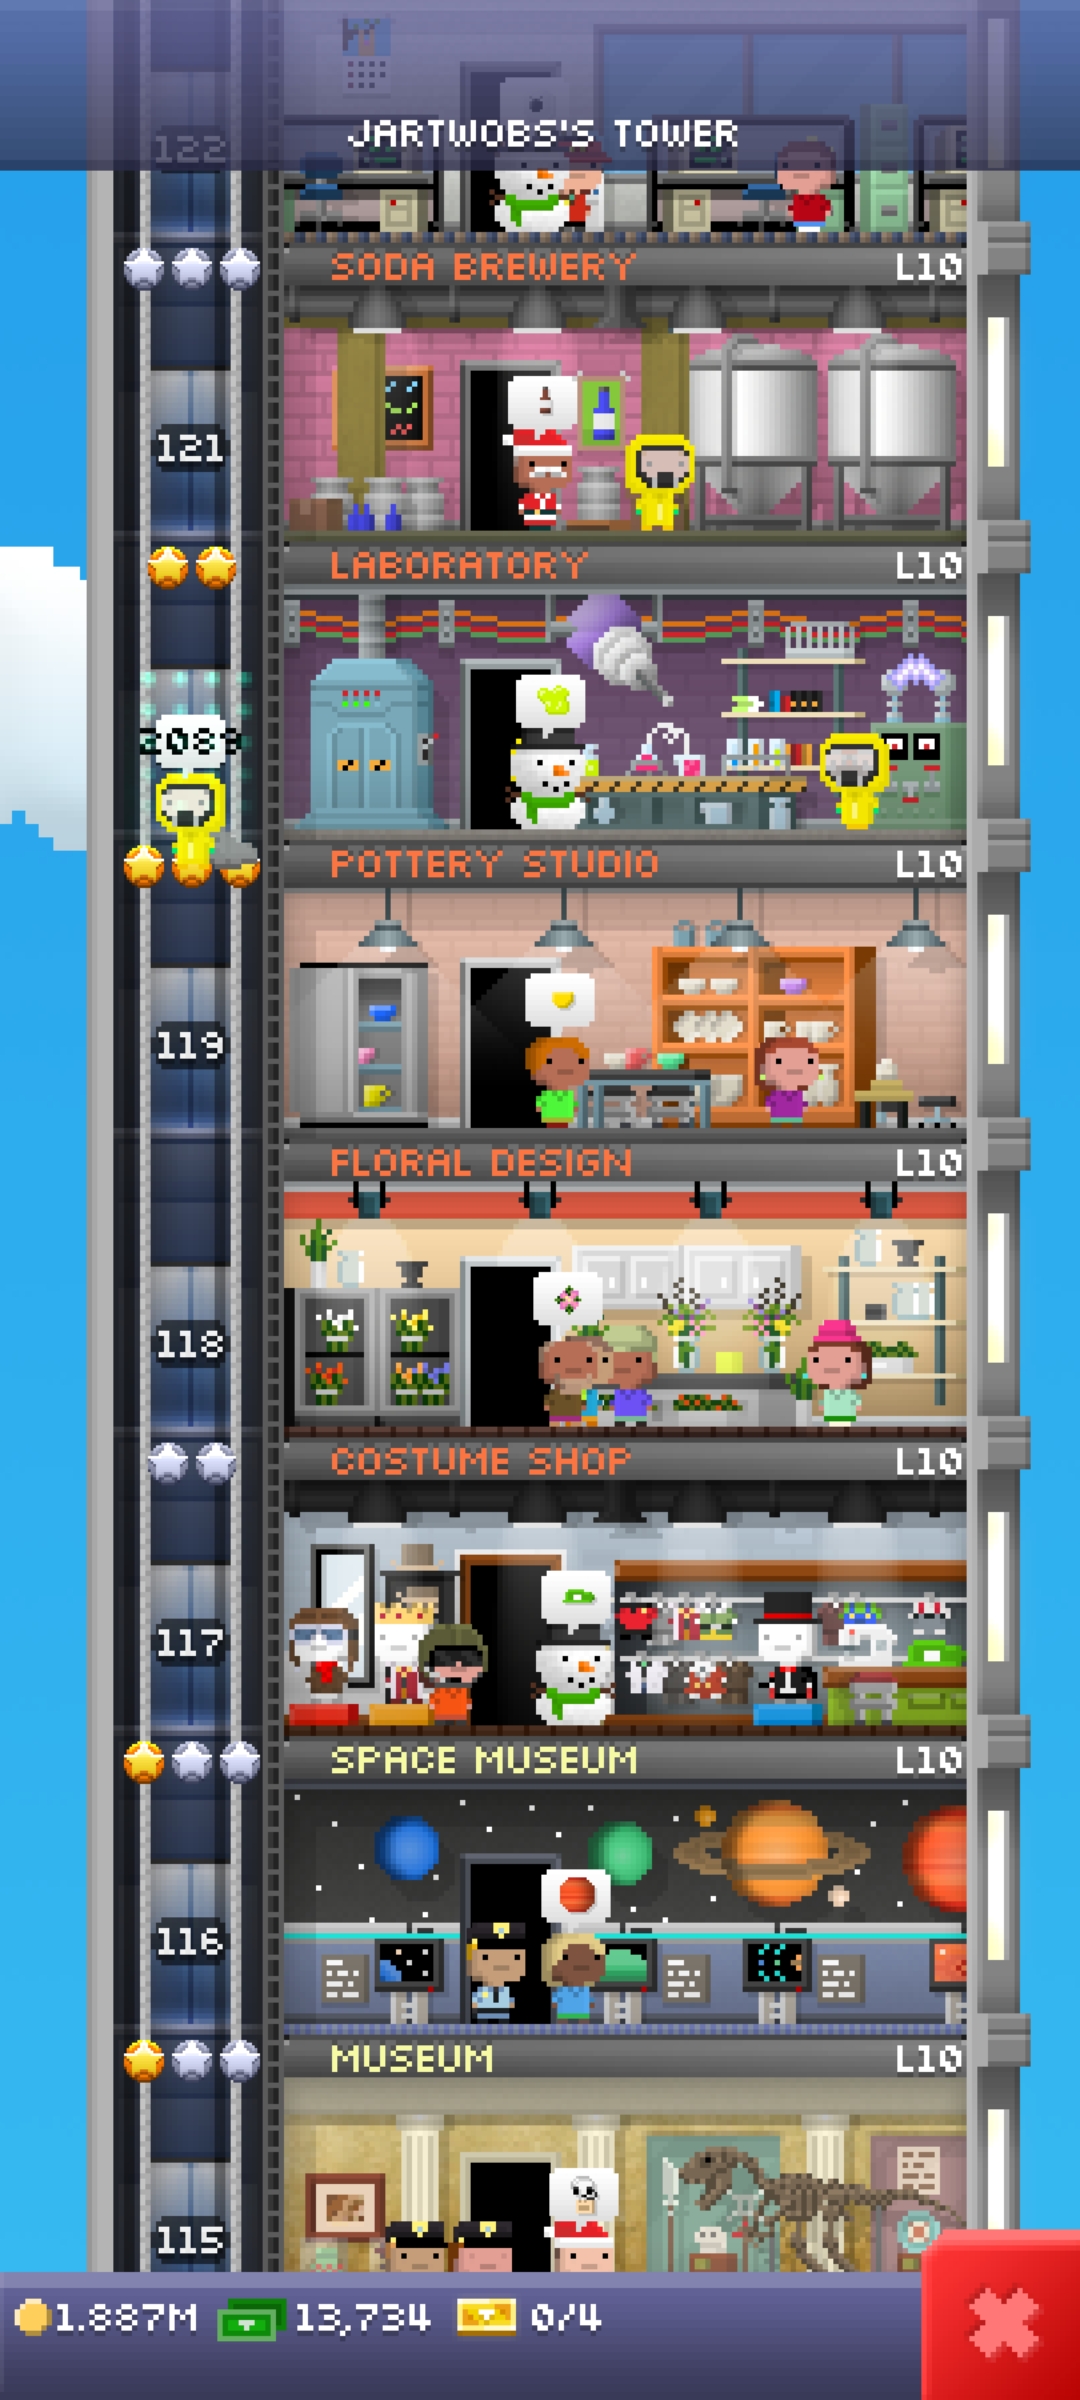 JARTWOBS'S TOWER
122
SODA BREWERY L10
121
LABORATORY L10
2089
POTTERY STUDIO L10
119
FLORAL DESIGN L10
118
COSTUME SHOP L10
117
SPACE MUSEUM L10
116
MUSEUM L10
115
1.887M 13,734 0/4